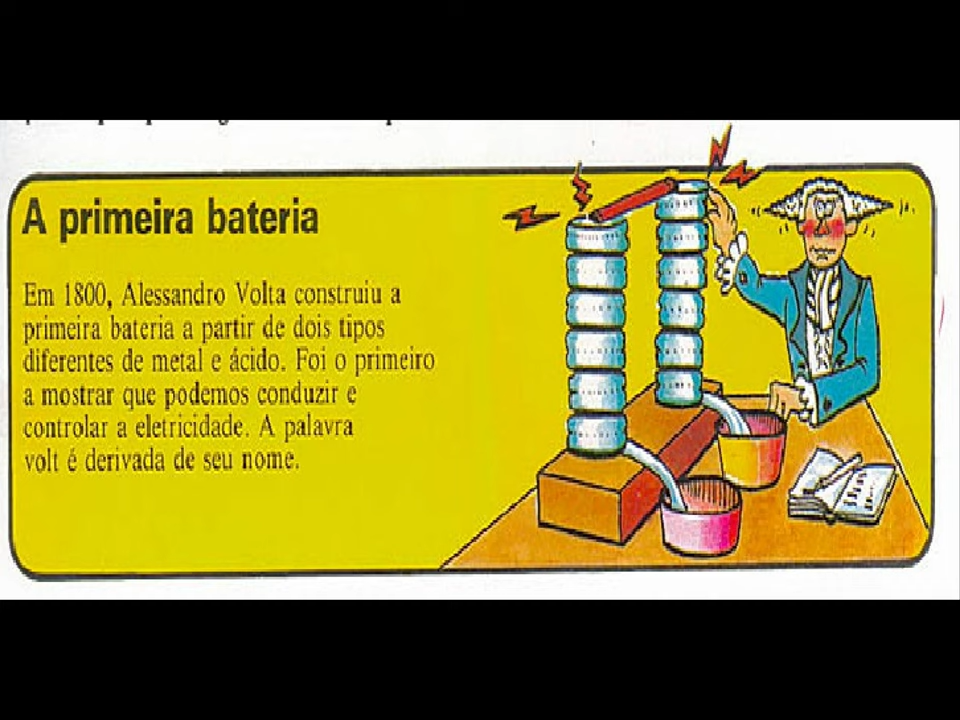 A primeira bateria
Em 1800, Alessandro Volta construiu a
primeira bateria a partir de dois tipos
diferentes de metal e ácido. Foi o primeiro
a mostrar que podemos conduzir e
controlar a eletricidade. A palavra
volt é derivada de seu nome.